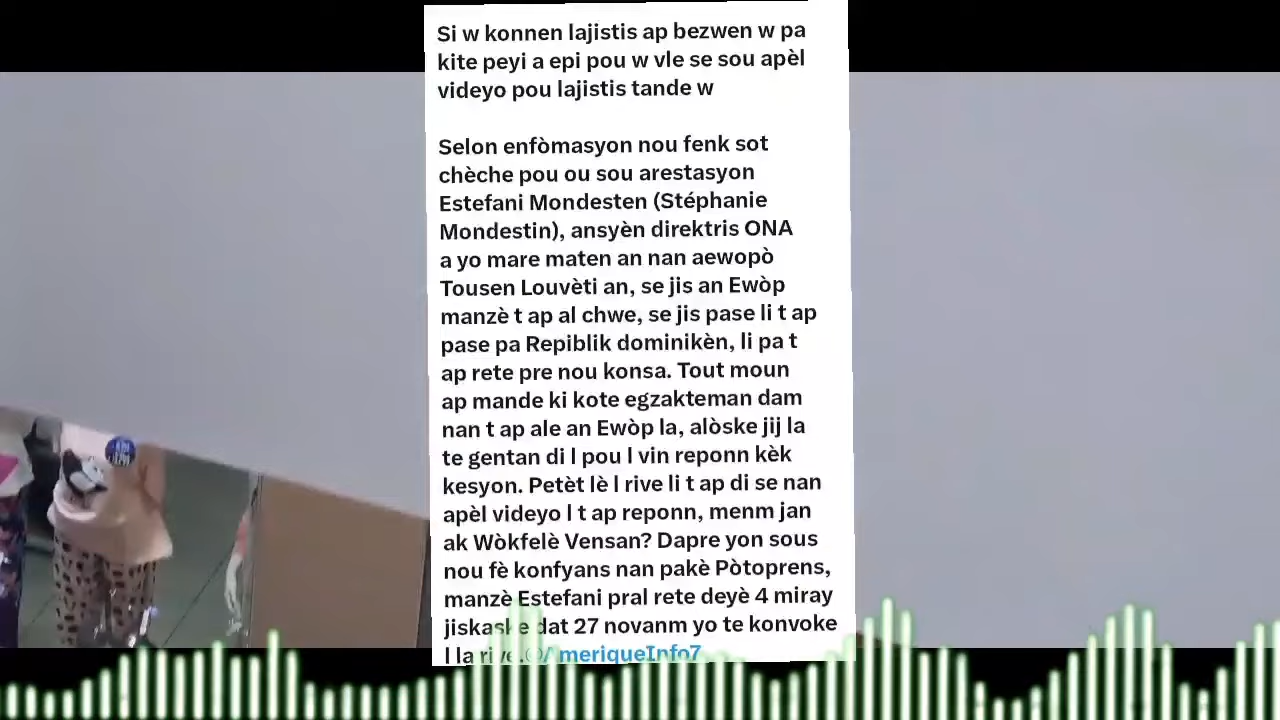 Si w konnen lajistis ap bezwen w pa
kite peyi a epi pou w vle se sou apèl
videyo pou lajistis tande w
Selon enfòmasyon nou fenk sot
chèche pou ou sou arestasyon
Estefani Mondesten (Stéphanie
Mondestin), ansyèn direktris ONA
a yo mare maten an nan aewopò
Tousen Louvèti an, se jis an Ewòp
manzè t ap al chwe, se jis pase li t ap
pase pa Repiblik dominikèn, li pa t
ap rete pre nou konsa. Tout moun
ap mande ki kote egzakteman dam
nan t ap ale an Ewòp la, alòske jij la
te gentan di l pou l vin reponn kèk
kesyon. Petèt lè l rive li t ap di se nan
apèl videyo l t ap reponn, menm jan
ak Wòkfelè Vensan? Dapre yon sous
nou fè konfyans nan pakè Pòtoprens,
manzè Estefani pral rete deyè 4 miray
jiskaske dat 27 novanm yo te konvoke
l la rive.@AmeriqueInfo7